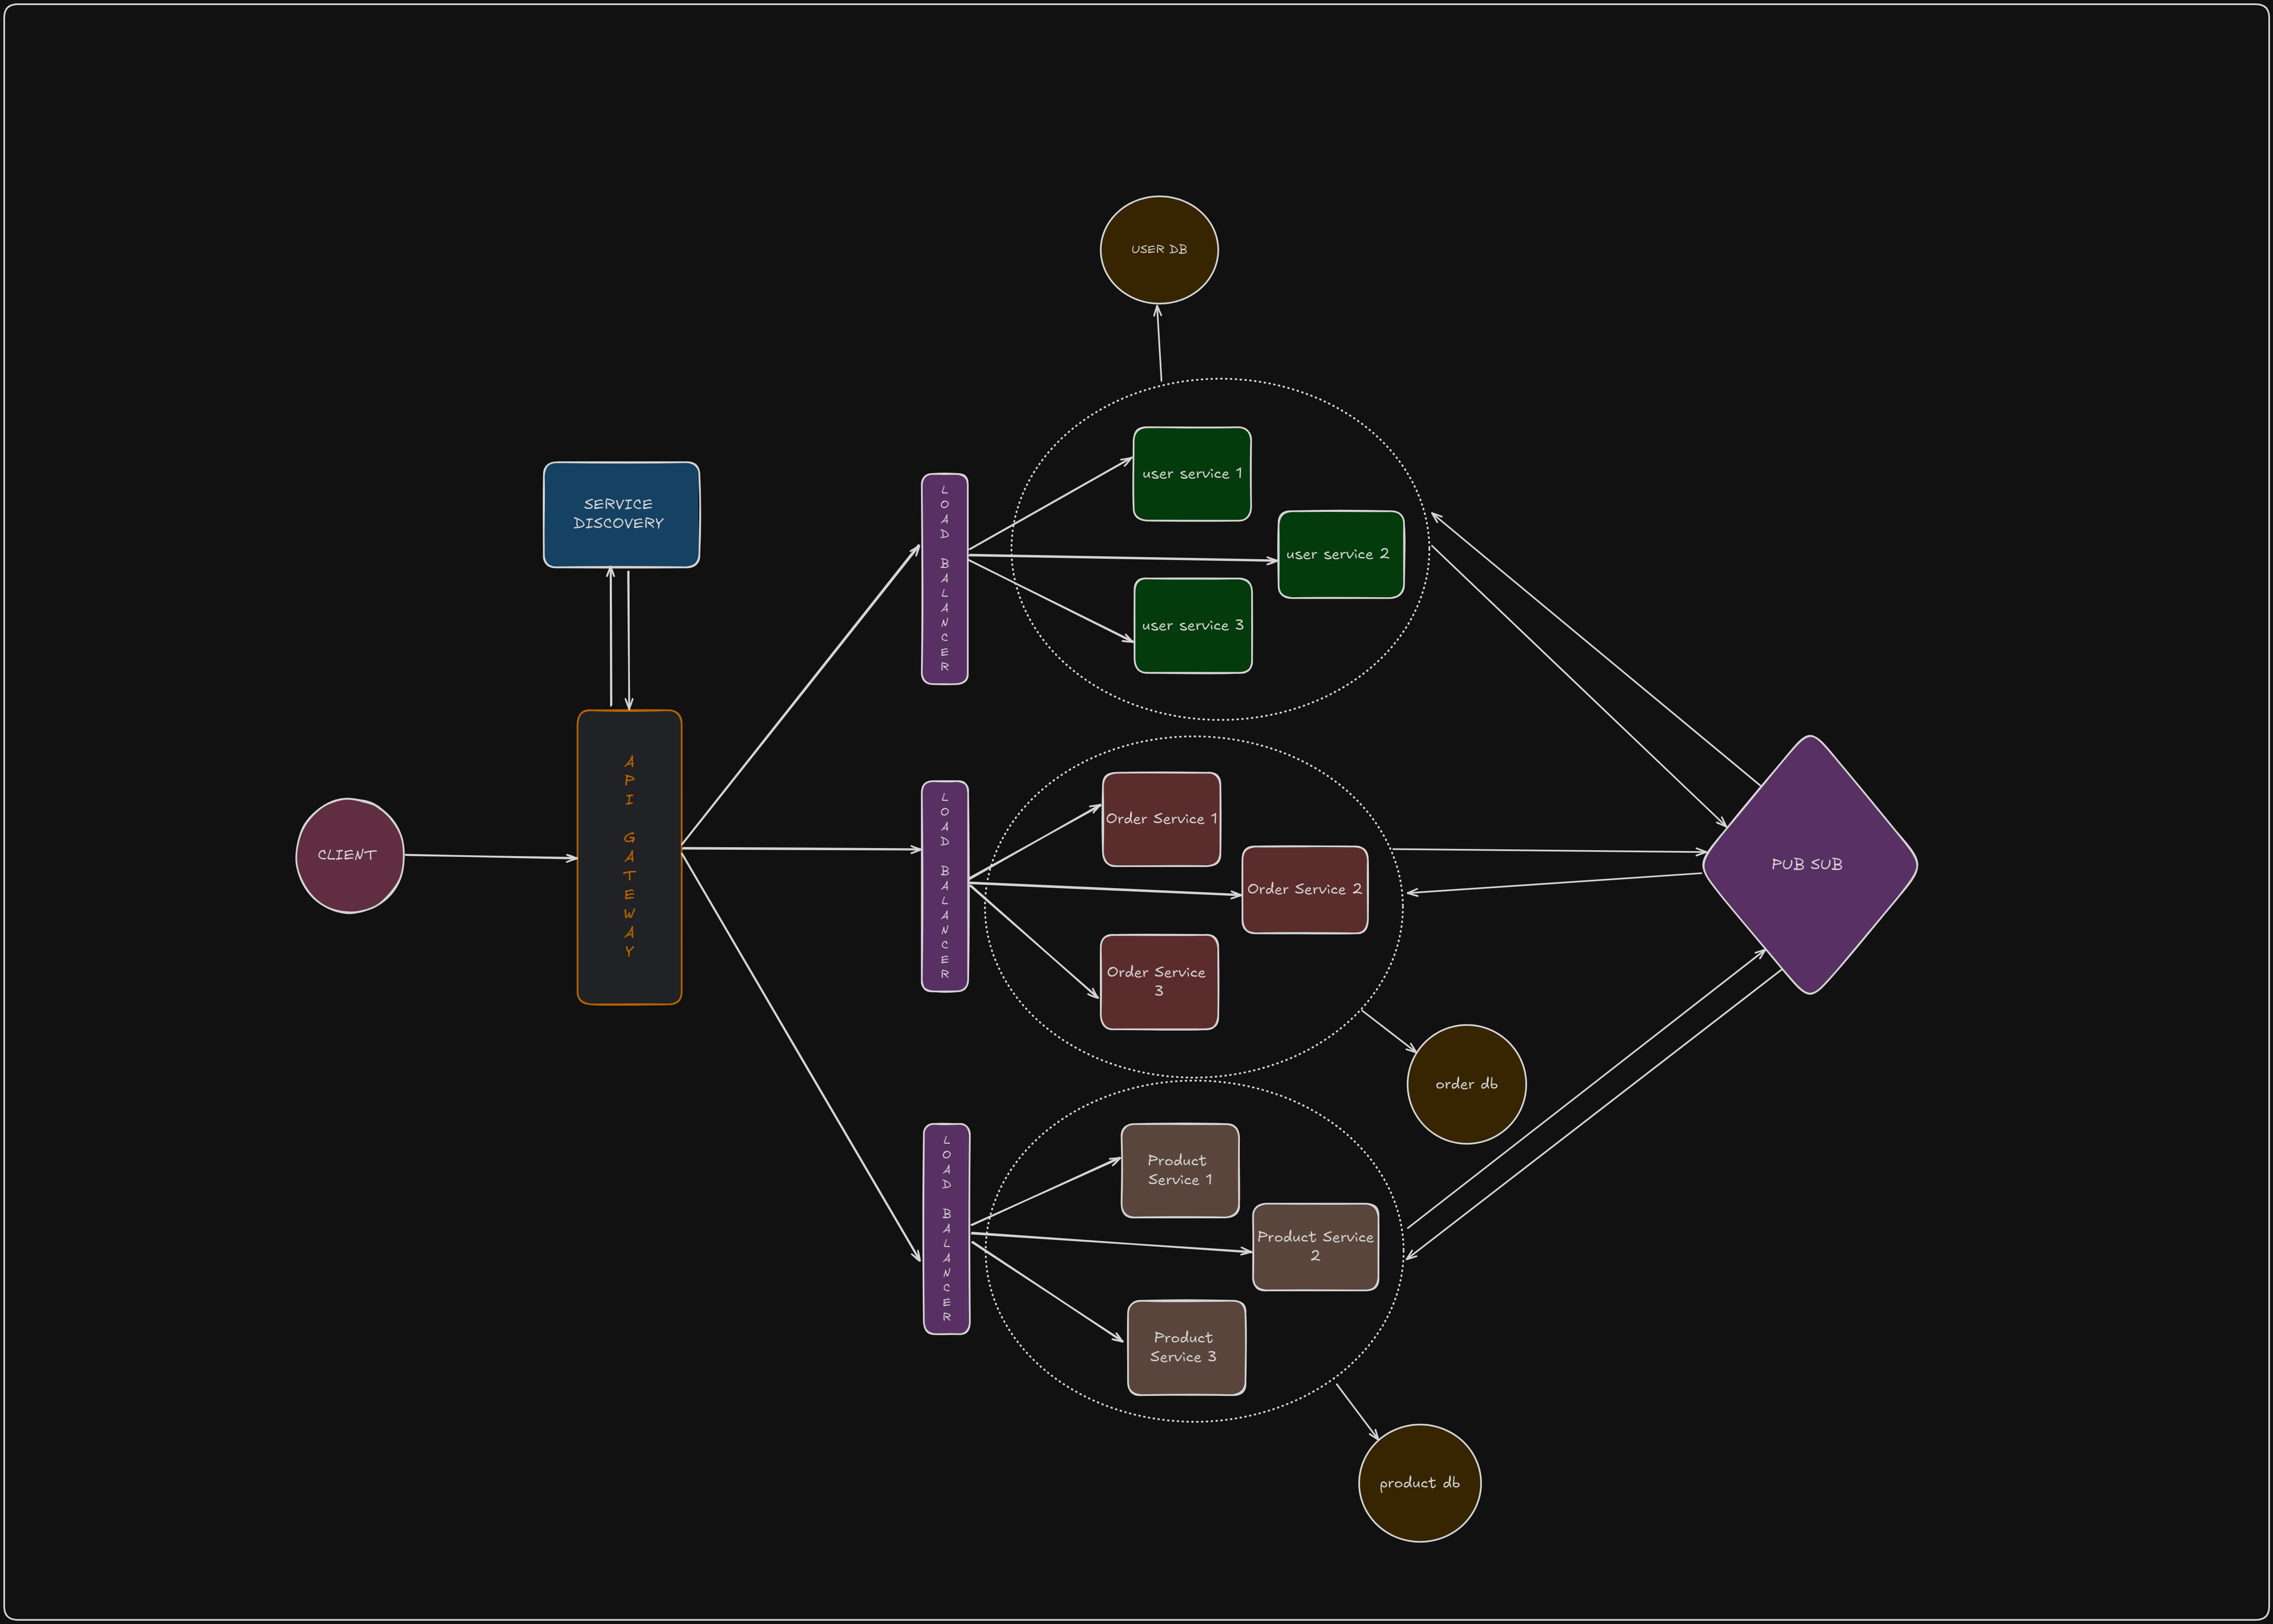 USER DB
user service 1
SERVICE
DISCOVERY
LOAD BALANCER
user service 2
user service 3
API GATEWAY
CLIENT
LOAD BALANCER
Order Service 1
Order Service 2
Order Service
3
PUB SUB
order db
LOAD BALANCER
Product
Service 1
Product Service
2
Product
Service 3
product db